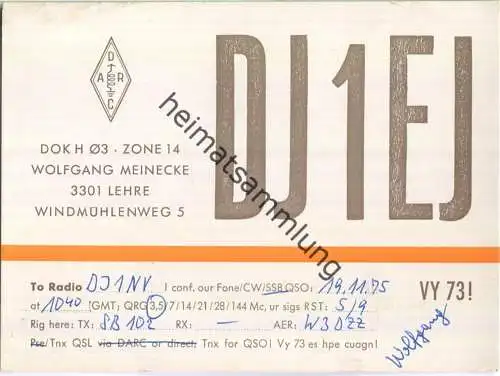 DARC
DJ1EJ
DOK H Ø3 · ZONE 14
WOLFGANG MEINECKE
3301 LEHRE
WINDMÜHLENWEG 5
heimatsammlung
To Radio DJ1NV I conf. our Fone/CW/SSB QSO: 19.11.75
at 1040 (GMT; QRG 3,5/7/14/21/28/144 Mc, ur sigs RST: 5/9
VY 73!
Rig here: TX: SB 102 RX: — AER: W3DZZ
Pse/Tnx QSL via DARC or direct; Tnx for QSO! Vy 73 es hpe cuagn!
Wolfgang